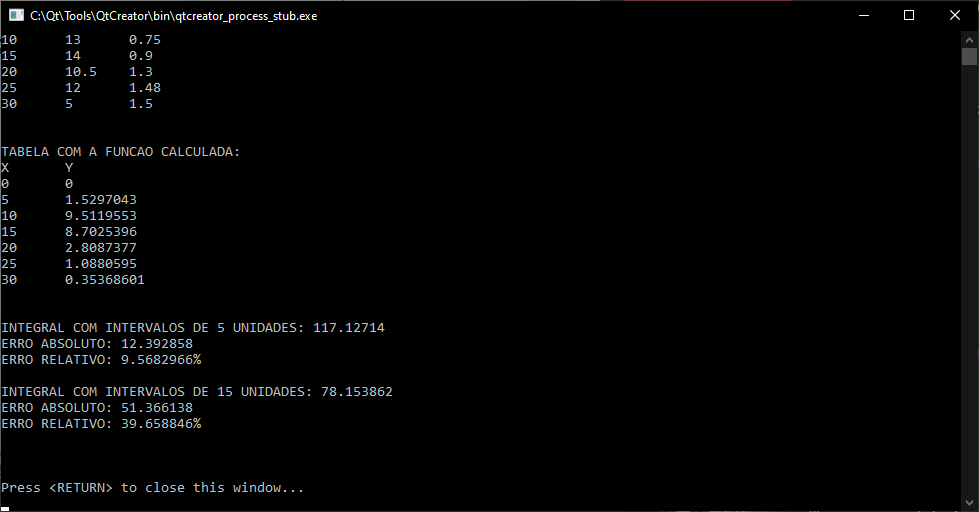 C:\Qt\Tools\QtCreator\bin\qtcreator_process_stub.exe
10 13 0.75
15 14 0.9
20 10.5 1.3
25 12 1.48
30 5 1.5
TABELA COM A FUNCAO CALCULADA:
X Y
0 0
5 1.5297043
10 9.5119553
15 8.7025396
20 2.8087377
25 1.0880595
30 0.35368601
INTEGRAL COM INTERVALOS DE 5 UNIDADES: 117.12714
ERRO ABSOLUTO: 12.392858
ERRO RELATIVO: 9.5682966%
INTEGRAL COM INTERVALOS DE 15 UNIDADES: 78.153862
ERRO ABSOLUTO: 51.366138
ERRO RELATIVO: 39.658846%
Press <RETURN> to close this window...